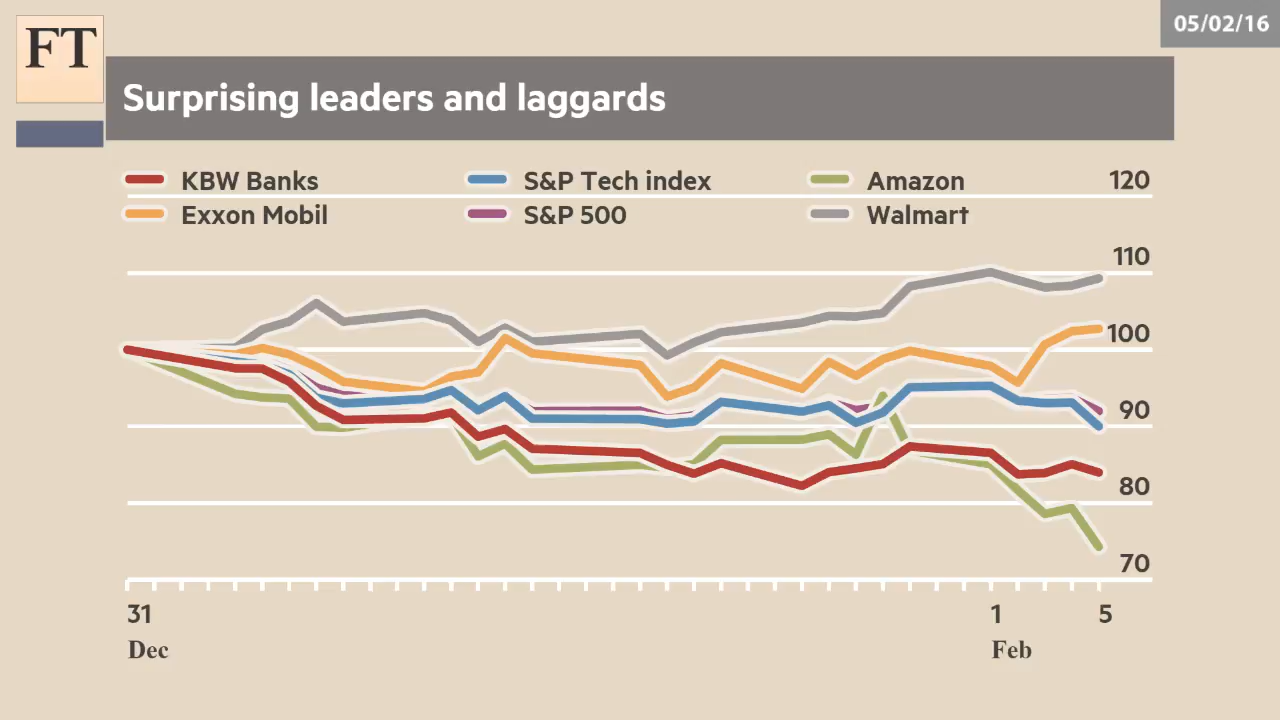 FT
05/02/16
Surprising leaders and laggards
KBW Banks
S&P Tech index
Amazon
120
Exxon Mobil
S&P 500
Walmart
110
100
90
80
70
31
1
5
Dec
Feb